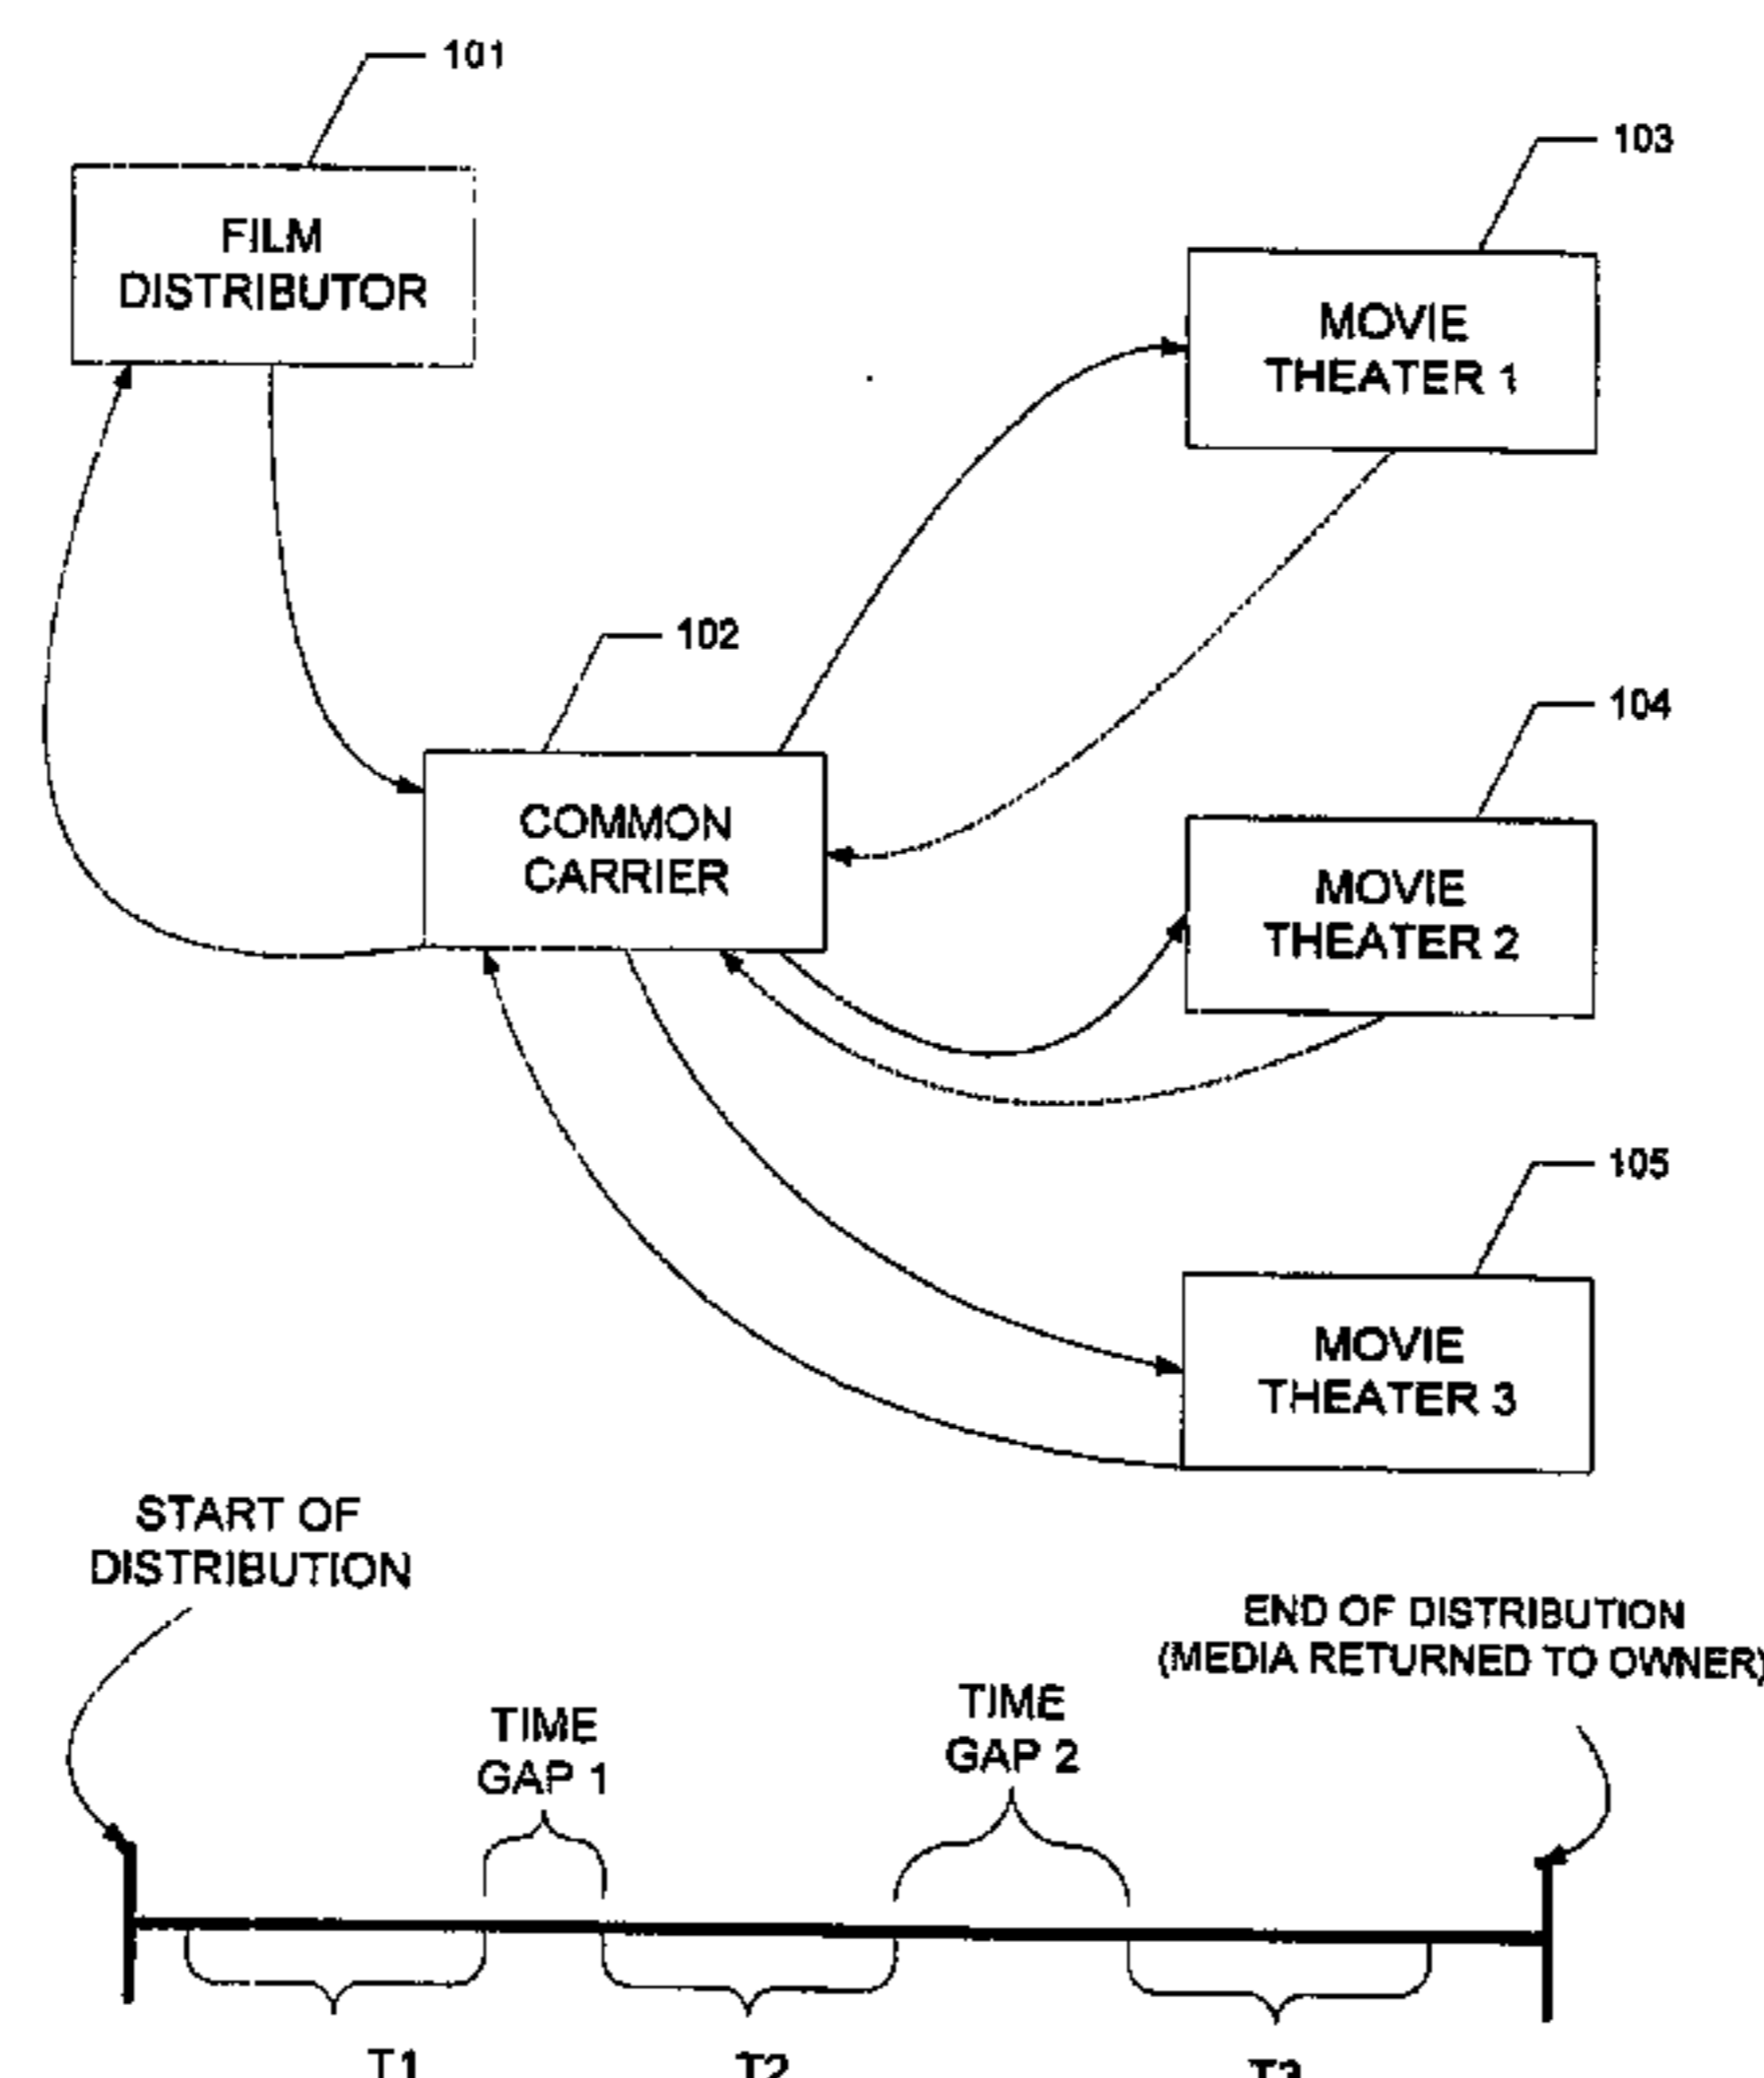 101
FILM
DISTRIBUTOR
103
MOVIE
THEATER 1
102
COMMON
CARRIER
104
MOVIE
THEATER 2
105
MOVIE
THEATER 3
START OF
DISTRIBUTION
END OF DISTRIBUTION
(MEDIA RETURNED TO OWNER)
TIME
GAP 1
TIME
GAP 2
T1
T2
T3